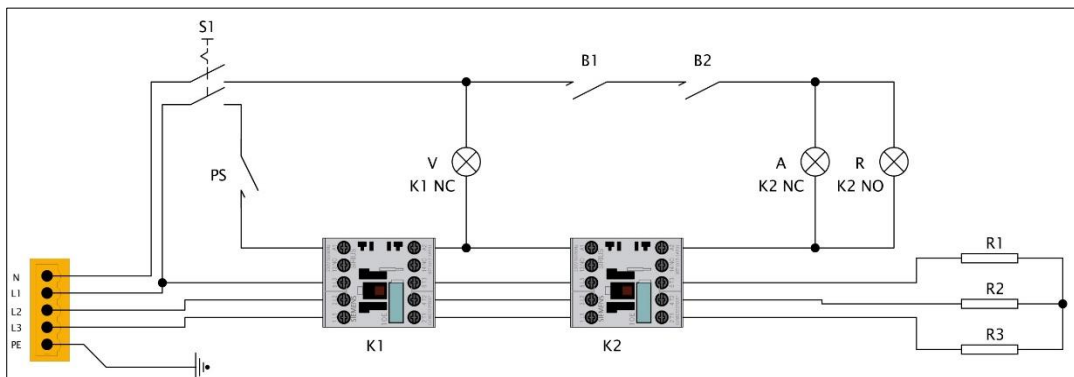 S1
B1
B2
PS
V
K1 NC
A
K2 NC
R
K2 NO
N
L1
L2
L3
PE
R1
R2
R3
K1
K2